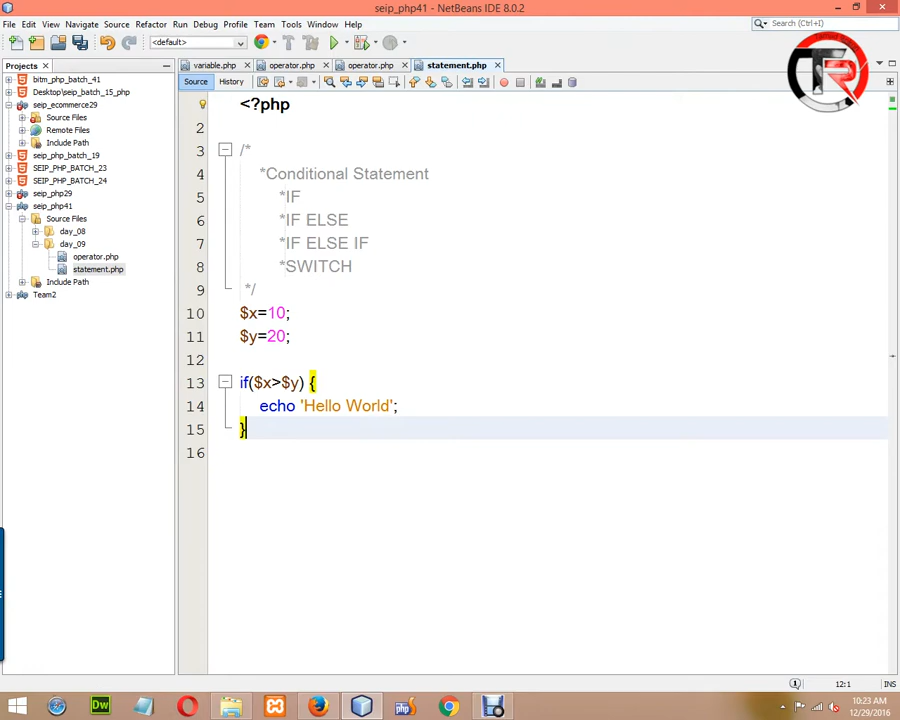 seip_php41 - NetBeans IDE 8.0.2
File Edit View Navigate Source Refactor Run Debug Profile Team Tools Window Help
Search (Ctrl+I)
<default>
Projects
variable.php
operator.php
operator.php
statement.php
Source
History
bitm_php_batch_41
Desktop\seip_batch_15_php
seip_ecommerce29
Source Files
Remote Files
Include Path
seip_php_batch_19
SEIP_PHP_BATCH_23
SEIP_PHP_BATCH_24
seip_php29
seip_php41
Source Files
day_08
day_09
operator.php
statement.php
Include Path
Team2
<?php
2
3 /*
4 *Conditional Statement
5 *IF
6 *IF ELSE
7 *IF ELSE IF
8 *SWITCH
9 */
10 $x=10;
11 $y=20;
12
13 if($x>$y) {
14 echo 'Hello World';
15 }
16
TR
12:1
INS
Dw
php
10:23 AM
12/29/2016